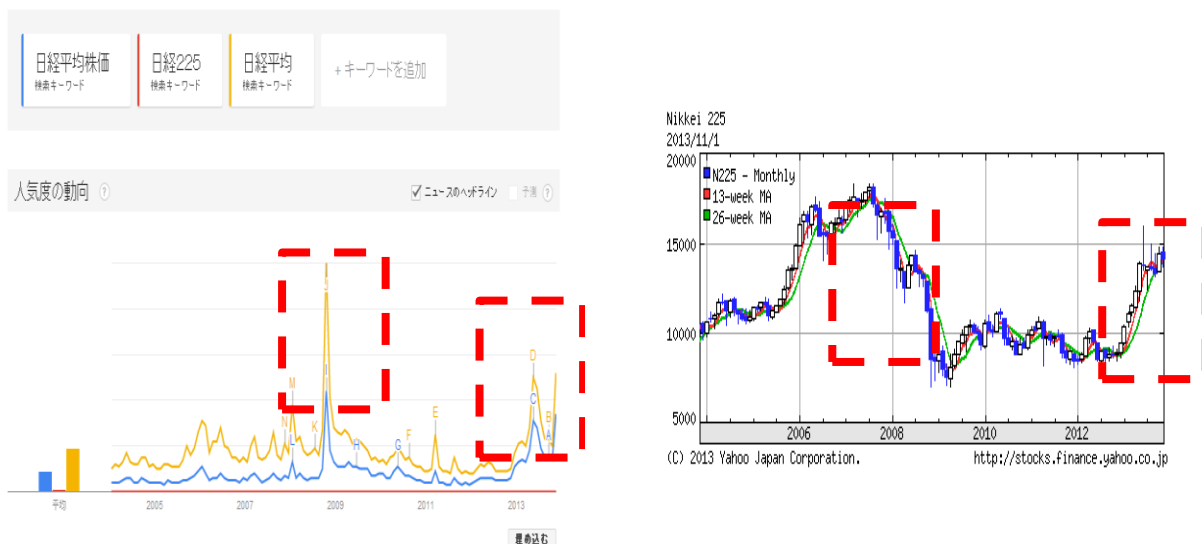 日経平均株価
検索キーワード
日経225
検索キーワード
日経平均
検索キーワード
+ キーワードを追加
人気度の動向 ?
ニュースのヘッドライン
予測 ?
J
I
M
L
N
K
H
G
F
E
D
C
B
A
平均
2005
2007
2009
2011
2013
埋め込む
Nikkei 225
2013/11/1
20000
15000
10000
5000
N225 - Monthly
13-week MA
26-week MA
2006
2008
2010
2012
(C) 2013 Yahoo Japan Corporation.
http://stocks.finance.yahoo.co.jp